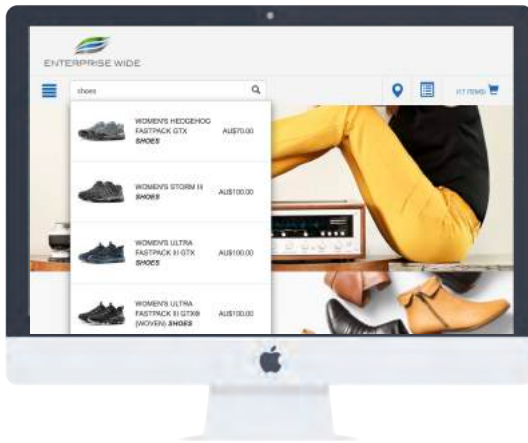 ENTERPRISE WIDE
shoes
WOMEN'S HEDGEHOG
FASTPACK GTX
SHOES
AU$70.00
WOMEN'S STORM III
SHOES
AU$100.00
WOMEN'S ULTRA
FASTPACK III GTX
SHOES
AU$100.00
WOMEN'S ULTRA
FASTPACK III GTX®
(WOVEN) SHOES
AU$100.00